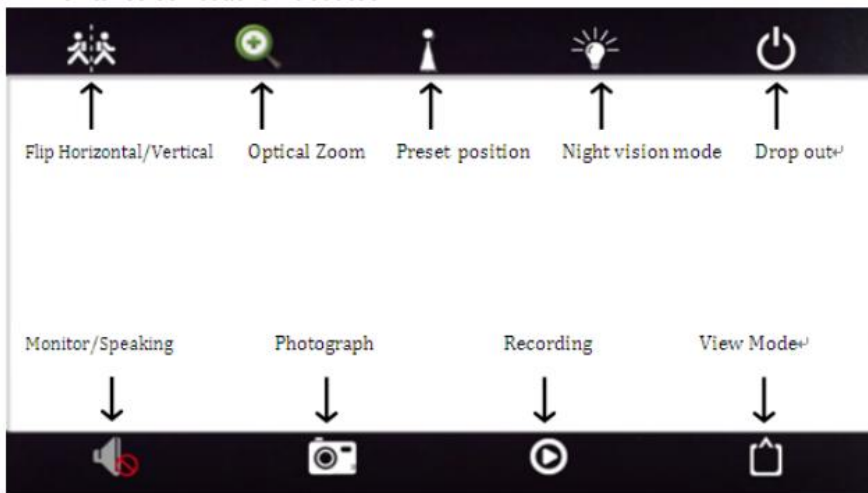 Flip Horizontal/Vertical Optical Zoom Preset position Night vision mode Drop out↵
Monitor/Speaking Photograph Recording View Mode↵